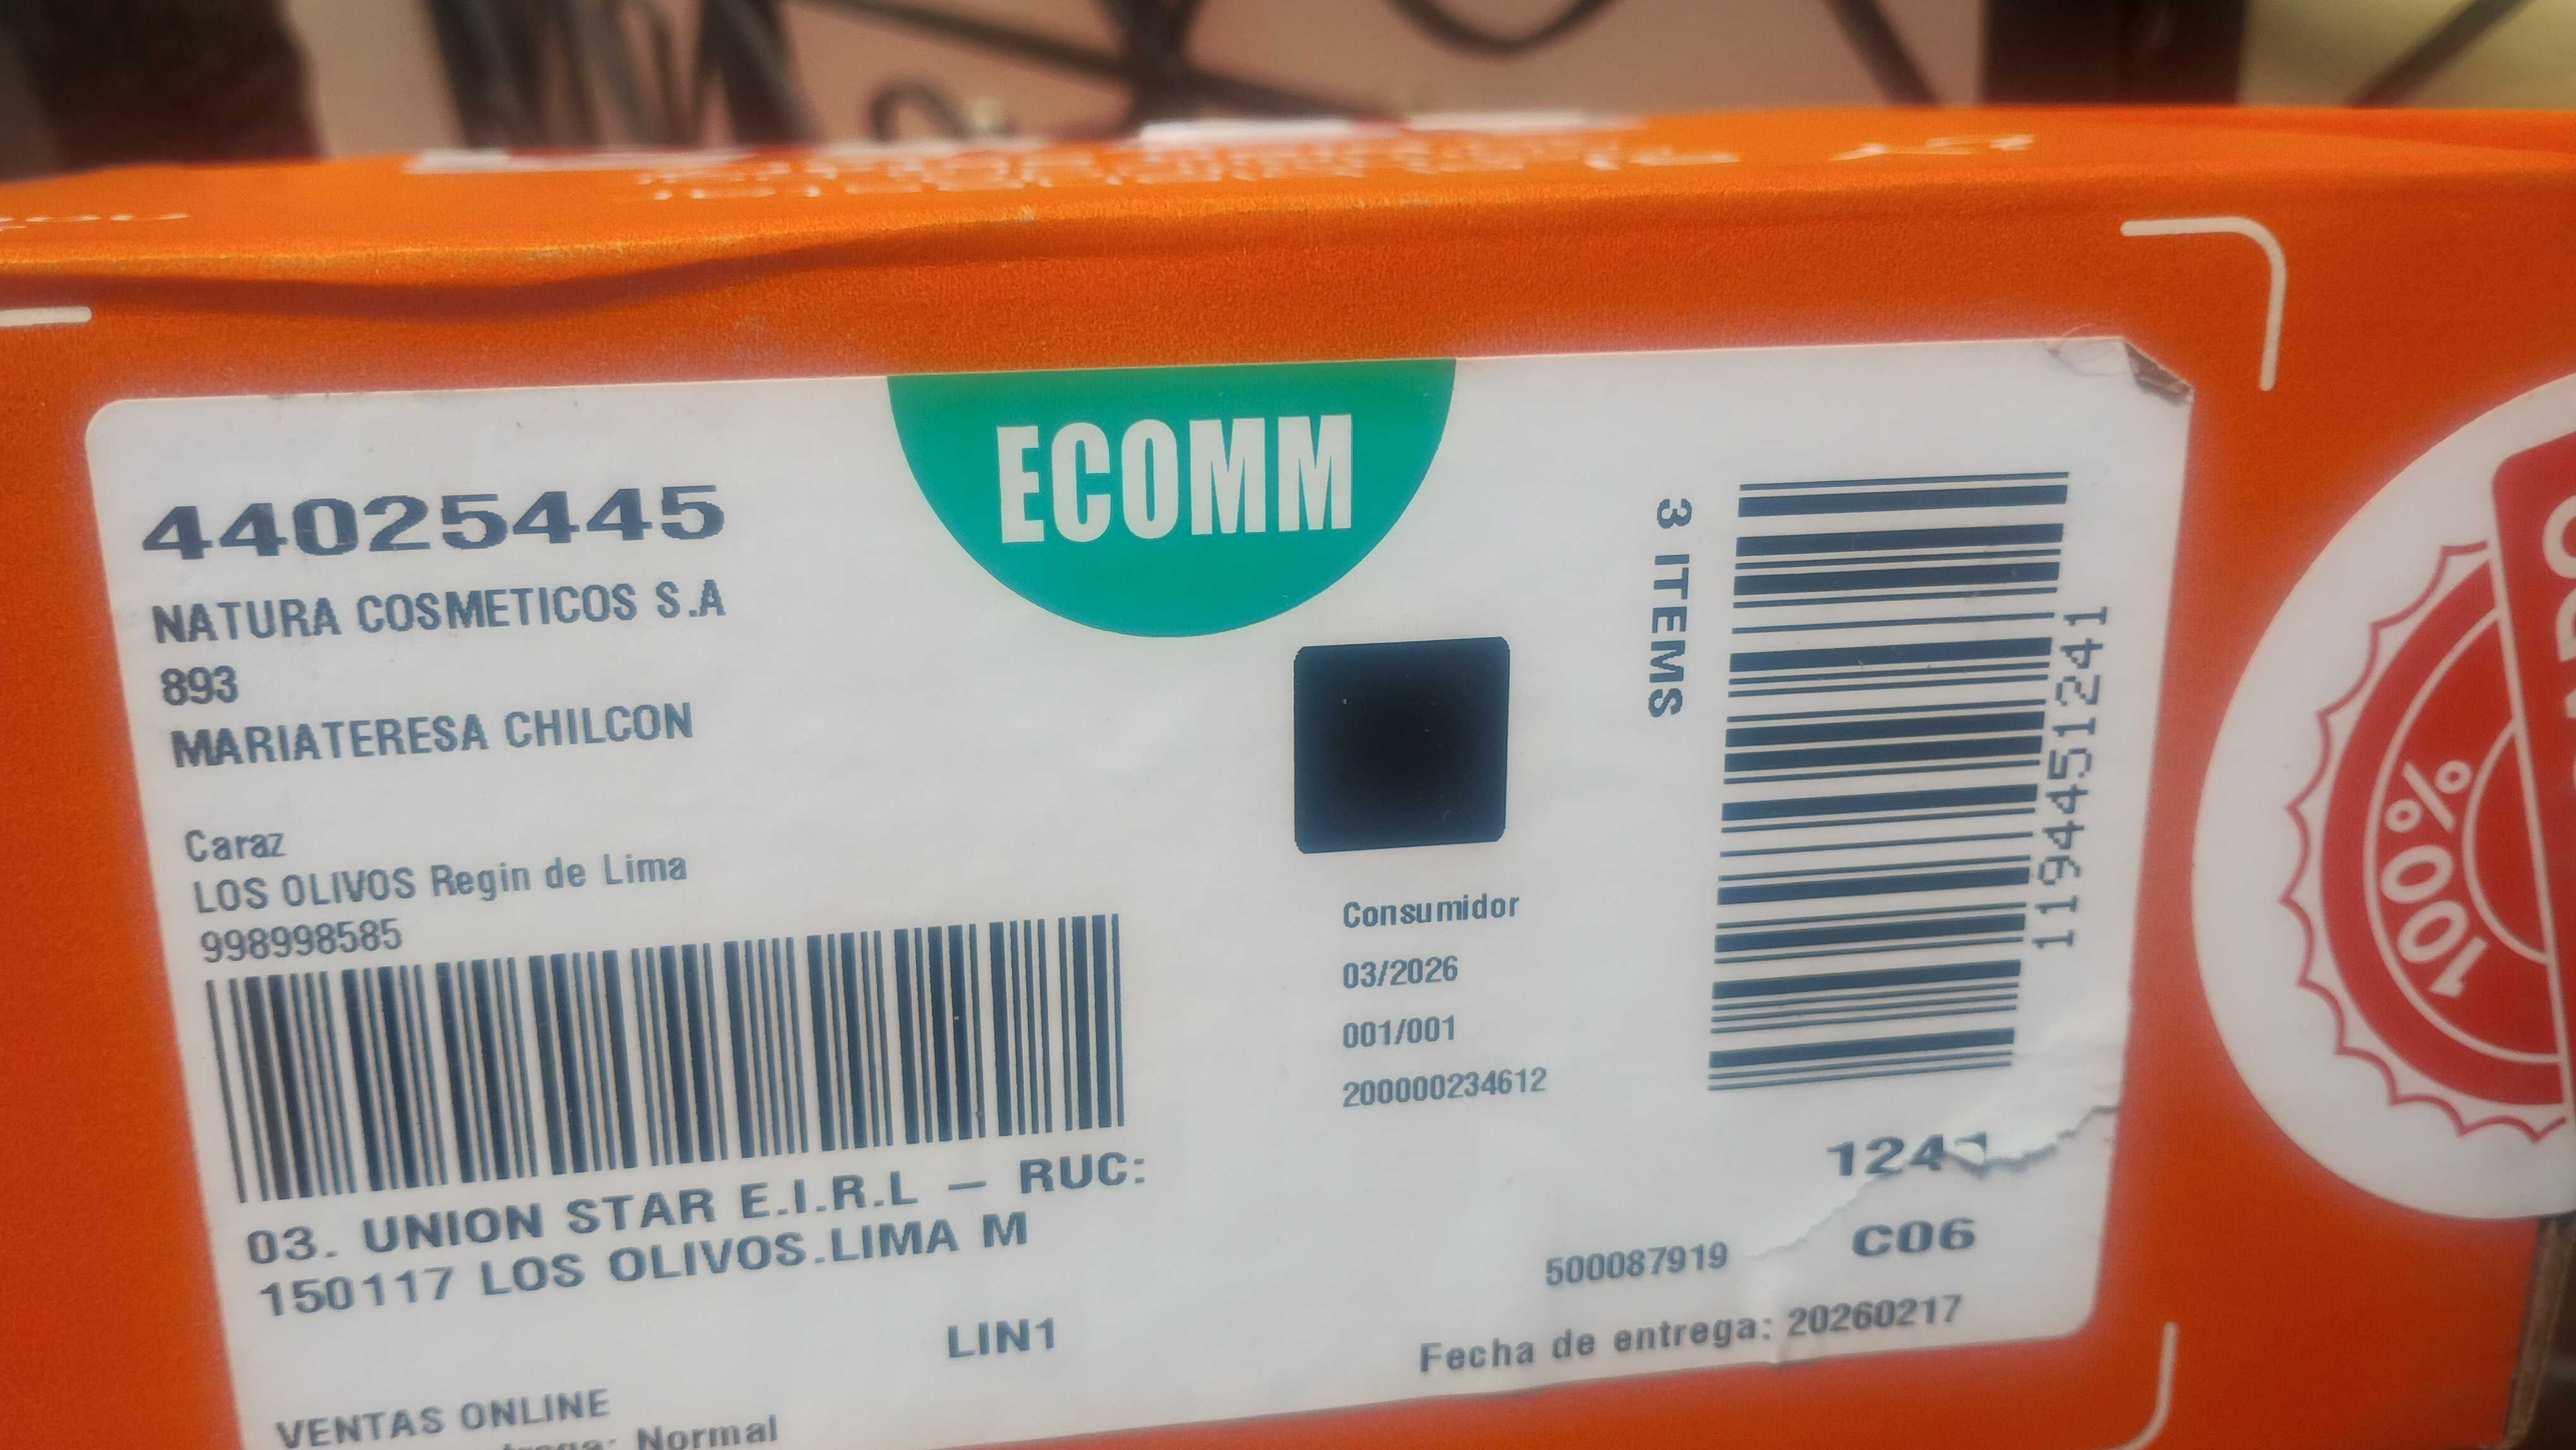 ECOMM
44025445
NATURA COSMETICOS S.A
893
MARIATERESA CHILCON
Caraz
LOS OLIVOS Regin de Lima
998998585
03. UNION STAR E.I.R.L – RUC:
150117 LOS OLIVOS.LIMA M
LIN1
VENTAS ONLINE
Normal
3 ITEMS
1194451241
Consumidor
03/2026
001/001
200000234612
1241
C06
500087919
Fecha de entrega: 20260217
100%